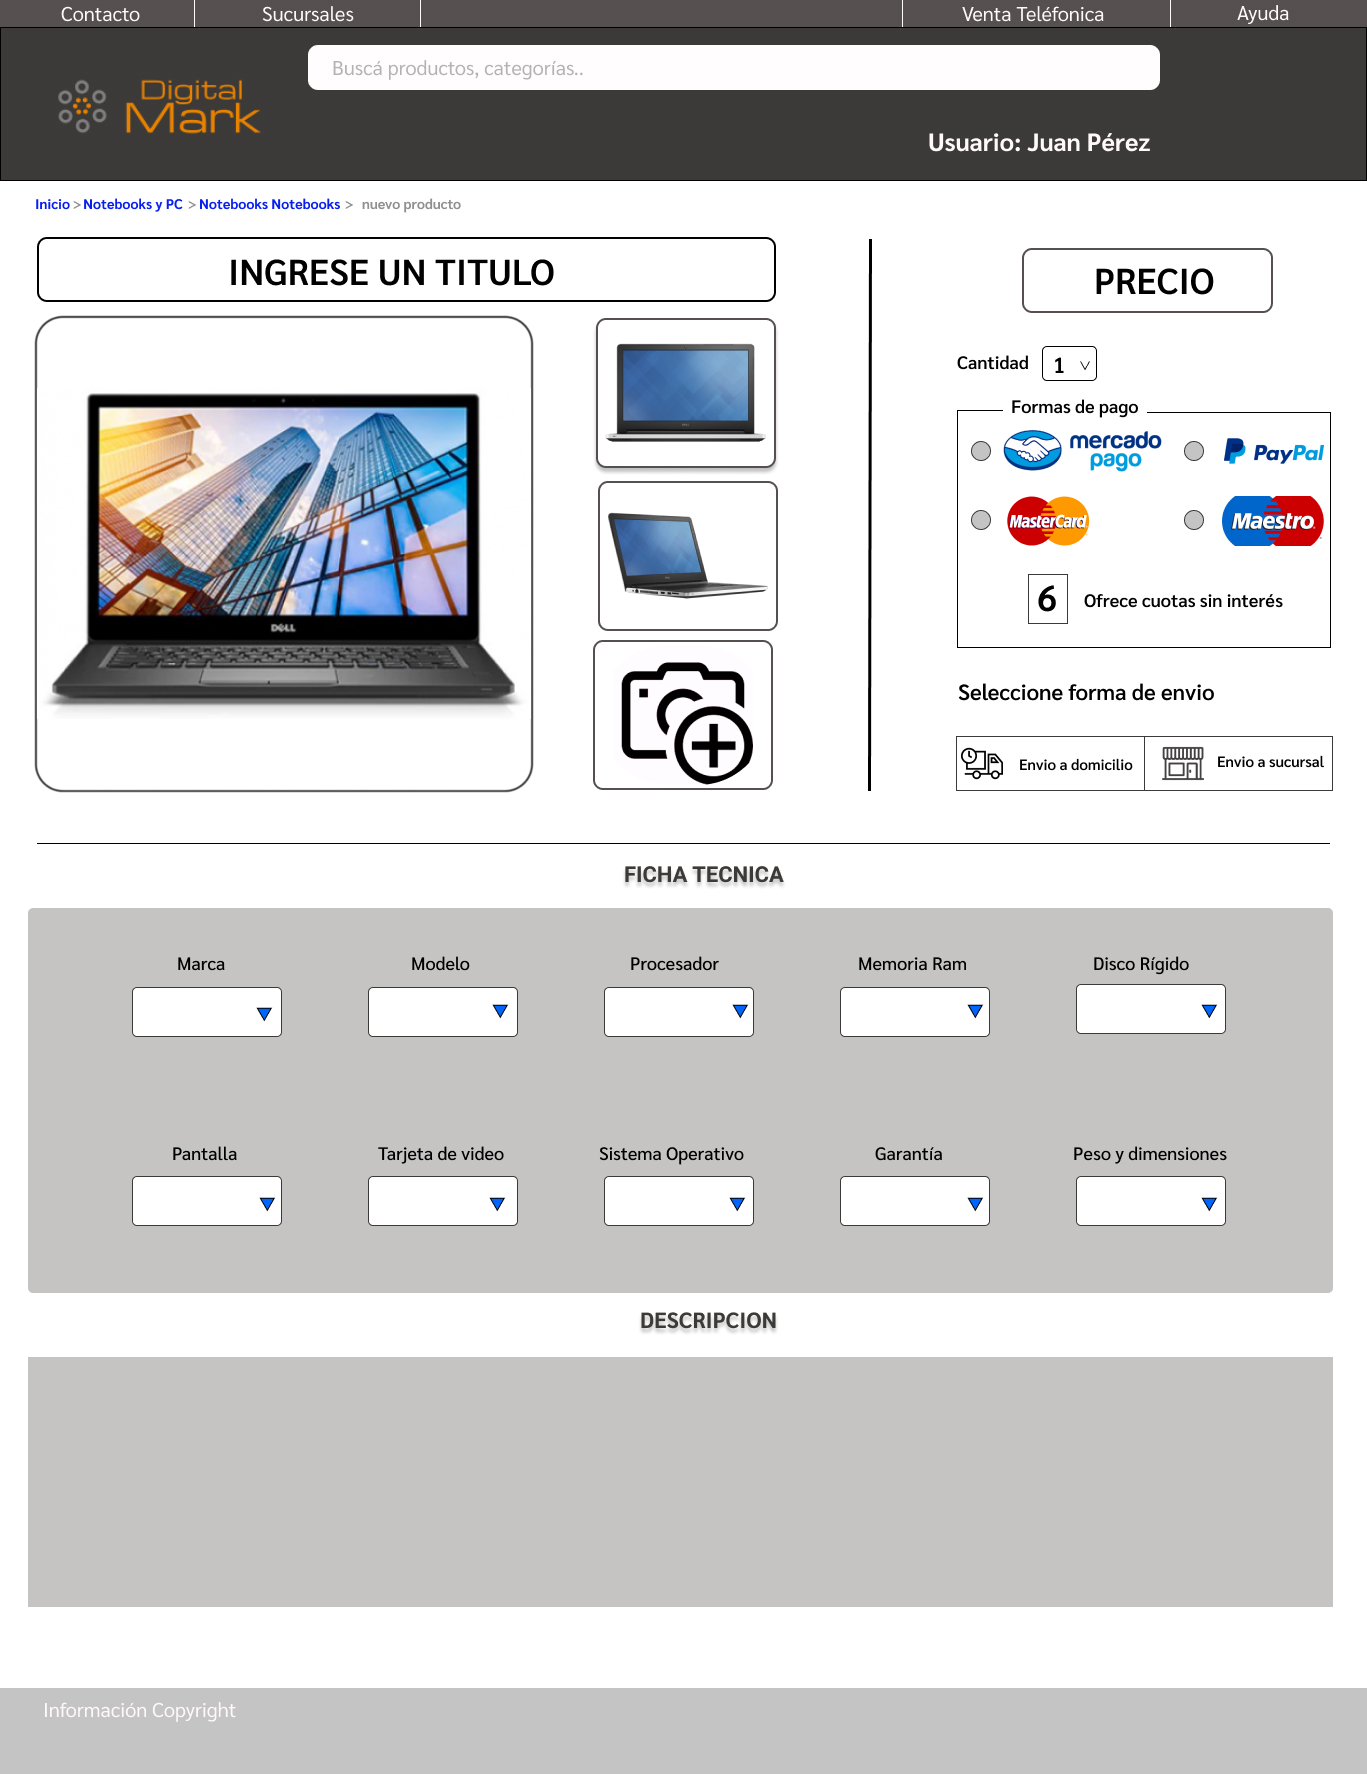 Contacto
Sucursales
Venta Teléfonica
Ayuda
Buscá productos, categorías..
Digital
Mark
Usuario: Juan Pérez
Inicio > Notebooks y PC > Notebooks Notebooks > nuevo producto
INGRESE UN TITULO
PRECIO
Cantidad 1 v
Formas de pago
mercado
pago
PayPal
MasterCard
Maestro
6 Ofrece cuotas sin interés
DELL
Seleccione forma de envio
Envio a domicilio
Envio a sucursal
FICHA TECNICA
Marca
Modelo
Procesador
Memoria Ram
Disco Rígido
Pantalla
Tarjeta de video
Sistema Operativo
Garantía
Peso y dimensiones
DESCRIPCION
Información Copyright